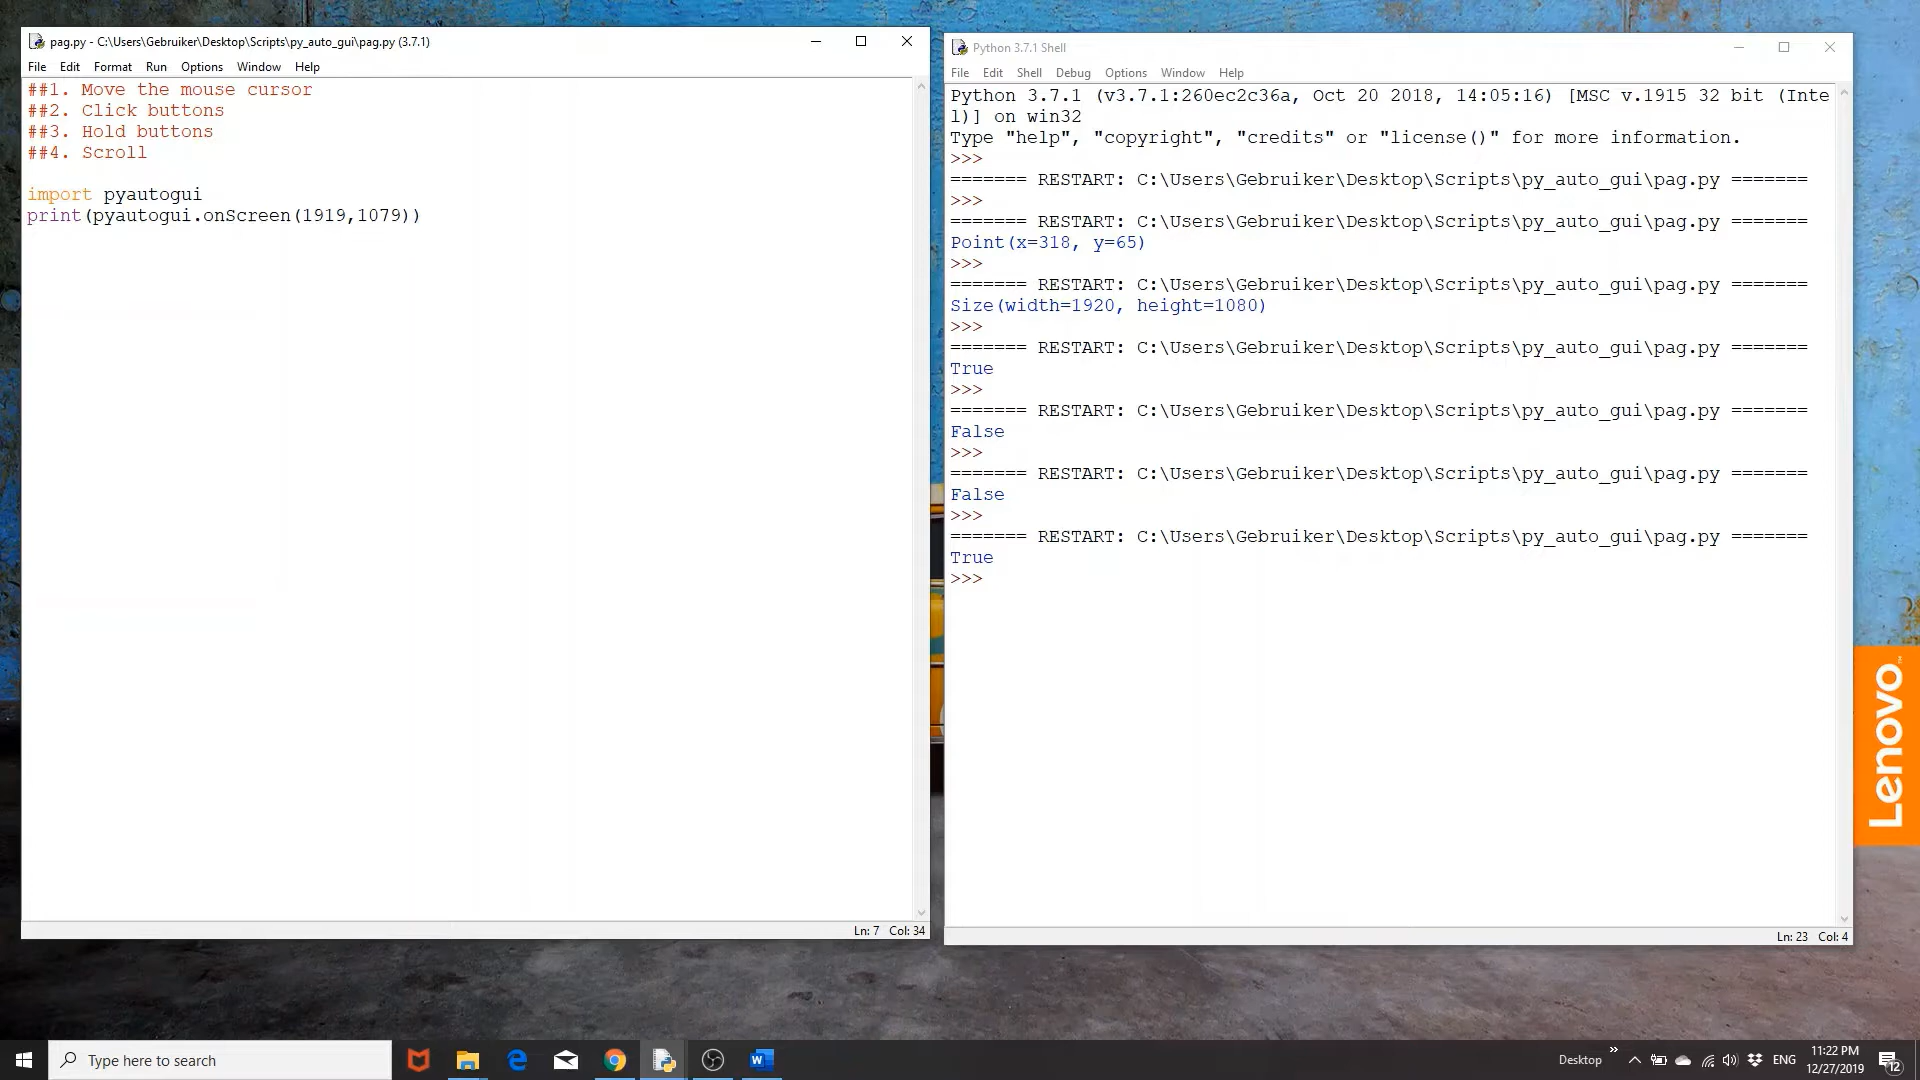 pag.py - C:\Users\Gebruiker\Desktop\Scripts\py_auto_gui\pag.py (3.7.1)
File Edit Format Run Options Window Help
##1. Move the mouse cursor
##2. Click buttons
##3. Hold buttons
##4. Scroll
import pyautogui
print(pyautogui.onScreen(1919,1079))
Ln: 7 Col: 34
Python 3.7.1 Shell
File Edit Shell Debug Options Window Help
Python 3.7.1 (v3.7.1:260ec2c36a, Oct 20 2018, 14:05:16) [MSC v.1915 32 bit (Inte
l)] on win32
Type "help", "copyright", "credits" or "license()" for more information.
>>>
======= RESTART: C:\Users\Gebruiker\Desktop\Scripts\py_auto_gui\pag.py =======
>>>
======= RESTART: C:\Users\Gebruiker\Desktop\Scripts\py_auto_gui\pag.py =======
Point(x=318, y=65)
>>>
======= RESTART: C:\Users\Gebruiker\Desktop\Scripts\py_auto_gui\pag.py =======
Size(width=1920, height=1080)
>>>
======= RESTART: C:\Users\Gebruiker\Desktop\Scripts\py_auto_gui\pag.py =======
True
>>>
======= RESTART: C:\Users\Gebruiker\Desktop\Scripts\py_auto_gui\pag.py =======
False
>>>
======= RESTART: C:\Users\Gebruiker\Desktop\Scripts\py_auto_gui\pag.py =======
False
>>>
======= RESTART: C:\Users\Gebruiker\Desktop\Scripts\py_auto_gui\pag.py =======
True
>>>
Ln: 23 Col: 4
Lenovo™
Type here to search
Desktop
ENG
11:22 PM
12/27/2019
12